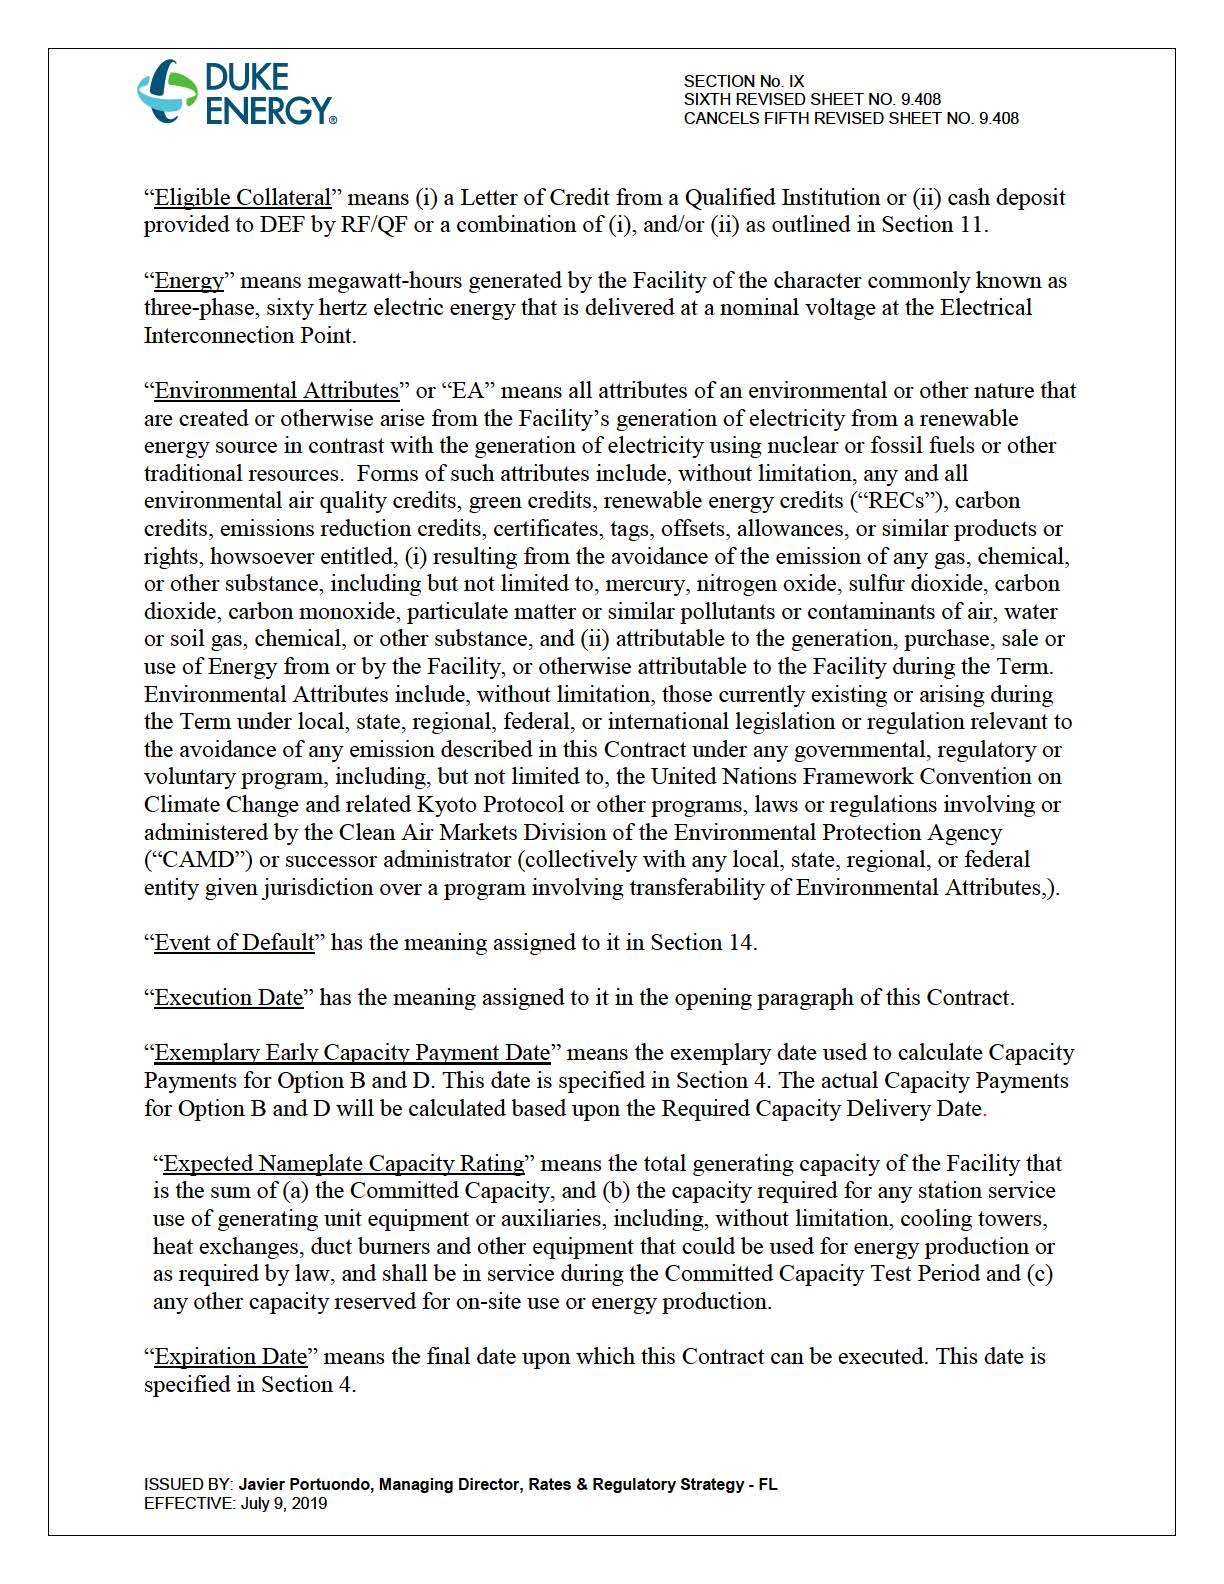 DUKE
ENERGY®
SECTION No. IX
SIXTH REVISED SHEET NO. 9.408
CANCELS FIFTH REVISED SHEET NO. 9.408
“Eligible Collateral” means (i) a Letter of Credit from a Qualified Institution or (ii) cash deposit
provided to DEF by RF/QF or a combination of (i), and/or (ii) as outlined in Section 11.
“Energy” means megawatt-hours generated by the Facility of the character commonly known as
three-phase, sixty hertz electric energy that is delivered at a nominal voltage at the Electrical
Interconnection Point.
“Environmental Attributes” or “EA” means all attributes of an environmental or other nature that
are created or otherwise arise from the Facility’s generation of electricity from a renewable
energy source in contrast with the generation of electricity using nuclear or fossil fuels or other
traditional resources.  Forms of such attributes include, without limitation, any and all
environmental air quality credits, green credits, renewable energy credits (“RECs”), carbon
credits, emissions reduction credits, certificates, tags, offsets, allowances, or similar products or
rights, howsoever entitled, (i) resulting from the avoidance of the emission of any gas, chemical,
or other substance, including but not limited to, mercury, nitrogen oxide, sulfur dioxide, carbon
dioxide, carbon monoxide, particulate matter or similar pollutants or contaminants of air, water
or soil gas, chemical, or other substance, and (ii) attributable to the generation, purchase, sale or
use of Energy from or by the Facility, or otherwise attributable to the Facility during the Term.
Environmental Attributes include, without limitation, those currently existing or arising during
the Term under local, state, regional, federal, or international legislation or regulation relevant to
the avoidance of any emission described in this Contract under any governmental, regulatory or
voluntary program, including, but not limited to, the United Nations Framework Convention on
Climate Change and related Kyoto Protocol or other programs, laws or regulations involving or
administered by the Clean Air Markets Division of the Environmental Protection Agency
(“CAMD”) or successor administrator (collectively with any local, state, regional, or federal
entity given jurisdiction over a program involving transferability of Environmental Attributes,).
“Event of Default” has the meaning assigned to it in Section 14.
“Execution Date” has the meaning assigned to it in the opening paragraph of this Contract.
“Exemplary Early Capacity Payment Date” means the exemplary date used to calculate Capacity
Payments for Option B and D. This date is specified in Section 4. The actual Capacity Payments
for Option B and D will be calculated based upon the Required Capacity Delivery Date.
“Expected Nameplate Capacity Rating” means the total generating capacity of the Facility that
is the sum of (a) the Committed Capacity, and (b) the capacity required for any station service
use of generating unit equipment or auxiliaries, including, without limitation, cooling towers,
heat exchanges, duct burners and other equipment that could be used for energy production or
as required by law, and shall be in service during the Committed Capacity Test Period and (c)
any other capacity reserved for on-site use or energy production.
“Expiration Date” means the final date upon which this Contract can be executed. This date is
specified in Section 4.
ISSUED BY: Javier Portuondo, Managing Director, Rates & Regulatory Strategy - FL
EFFECTIVE: July 9, 2019